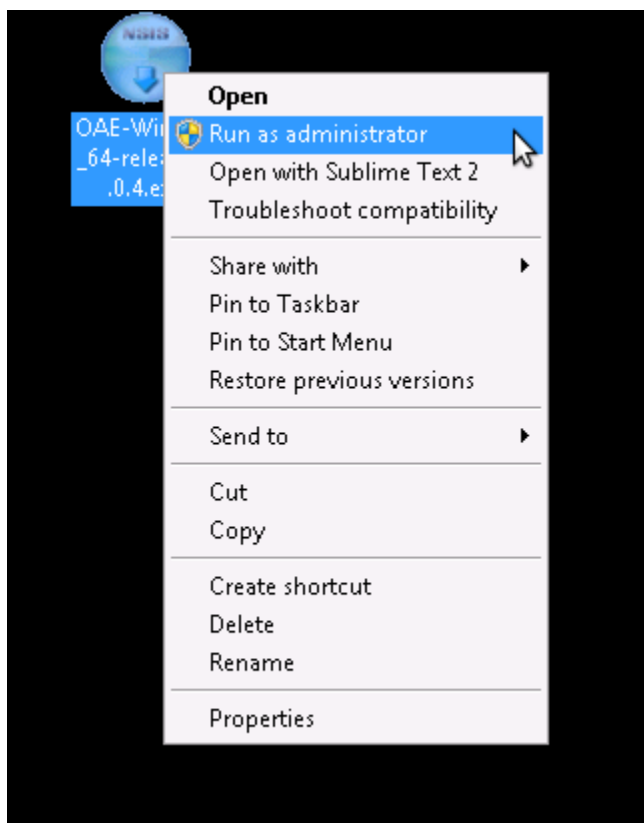 NSIS
OAE-Wi
_64-rele
.0.4.e
Open
Run as administrator
Open with Sublime Text 2
Troubleshoot compatibility
Share with
Pin to Taskbar
Pin to Start Menu
Restore previous versions
Send to
Cut
Copy
Create shortcut
Delete
Rename
Properties